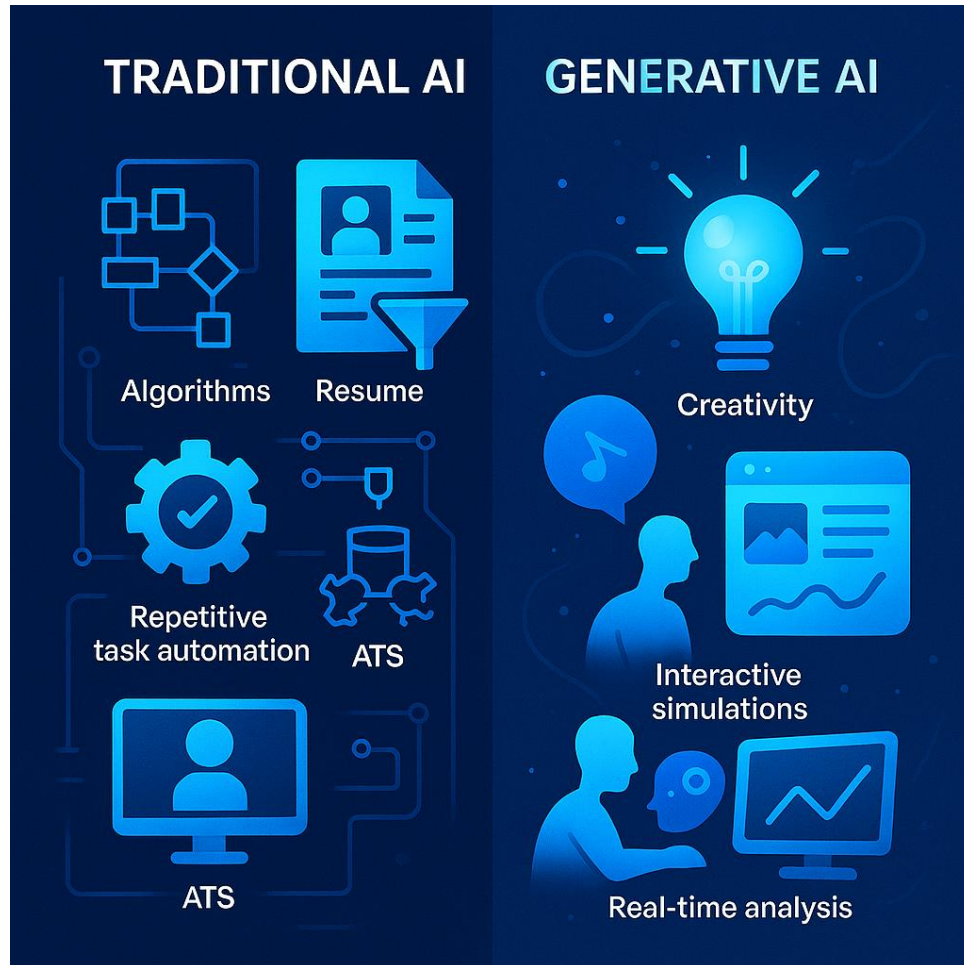 TRADITIONAL AI
Algorithms
Resume
Repetitive
task automation
ATS
ATS
GENERATIVE AI
Creativity
Interactive
simulations
Real-time analysis